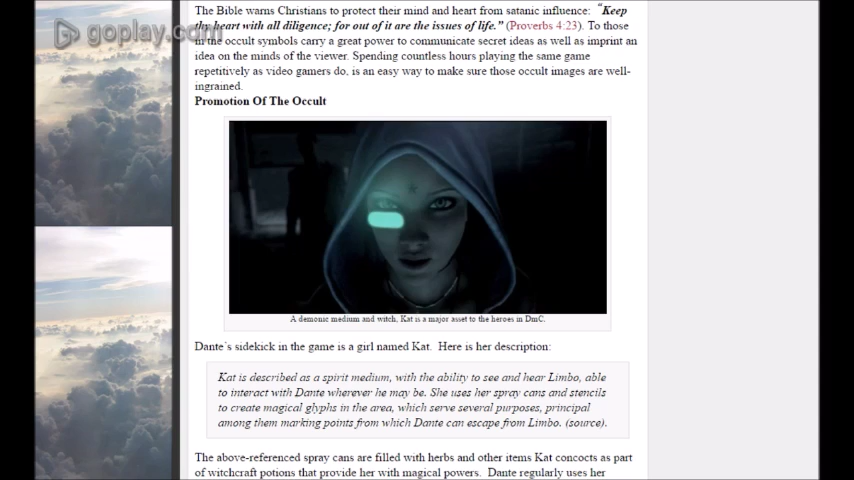 The Bible warns Christians to protect their mind and heart from satanic influence: "Keep
thy heart with all diligence; for out of it are the issues of life." (Proverbs 4:23). To those
goplay.com
in the occult symbols carry a great power to communicate secret ideas as well as imprint an
idea on the minds of the viewer. Spending countless hours playing the same game
repetitively as video gamers do, is an easy way to make sure those occult images are well-
ingrained.
Promotion Of The Occult
A demonic medium and witch, Kat is a major asset to the heroes in DmC.
Dante`s sidekick in the game is a girl named Kat. Here is her description:
Kat is described as a spirit medium, with the ability to see and hear Limbo, able
to interact with Dante wherever he may be. She uses her spray cans and stencils
to create magical glyphs in the area, which serve several purposes, principal
among them marking points from which Dante can escape from Limbo. (source).
The above-referenced spray cans are filled with herbs and other items Kat concocts as part
of witchcraft potions that provide her with magical powers. Dante regularly uses her